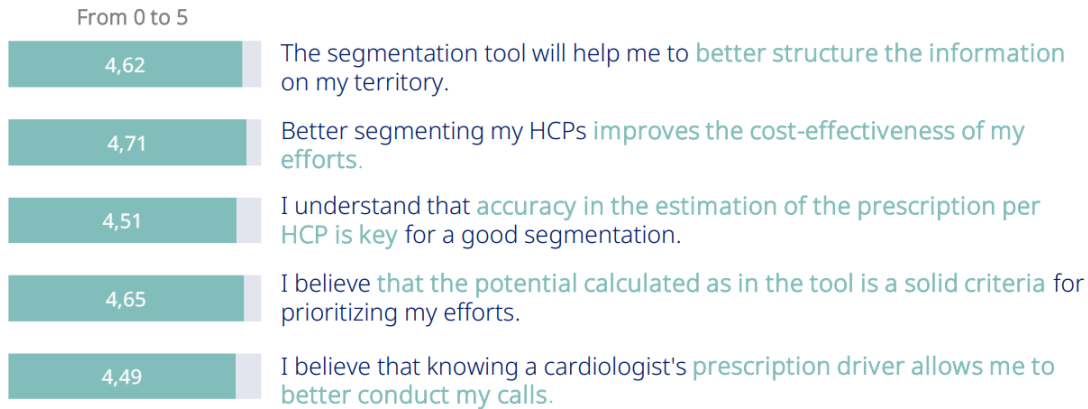 From 0 to 5
4,62
The segmentation tool will help me to better structure the information
on my territory.
4,71
Better segmenting my HCPs improves the cost-effectiveness of my
efforts.
4,51
I understand that accuracy in the estimation of the prescription per
HCP is key for a good segmentation.
4,65
I believe that the potential calculated as in the tool is a solid criteria for
prioritizing my efforts.
4,49
I believe that knowing a cardiologist's prescription driver allows me to
better conduct my calls.